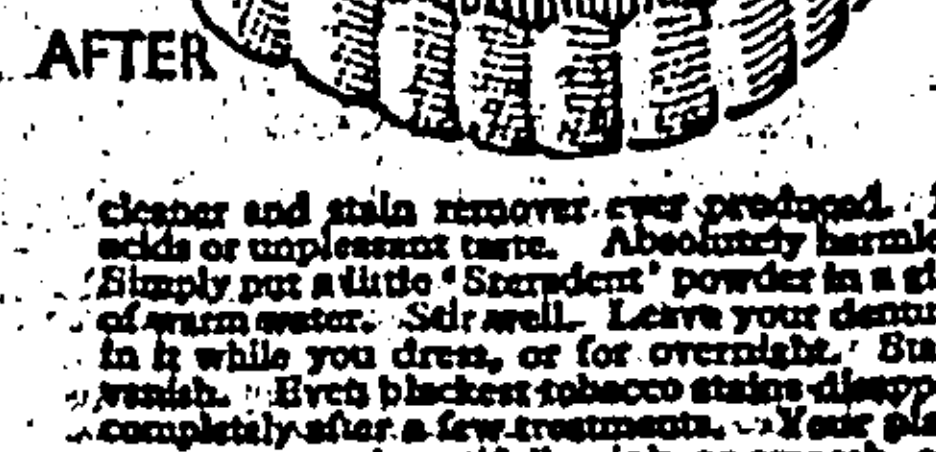 AFTER
cleaner and stain remover ever produced.
acids or unpleasant taste. Absolutely harml
Simply put a little 'Steradent' powder in a gl
of warm water. Stir well. Leave your dentu
in it while you dress, or for overnight.
vanish. Even blackest tobacco stains disapp
completely after a few treatments. Your pla